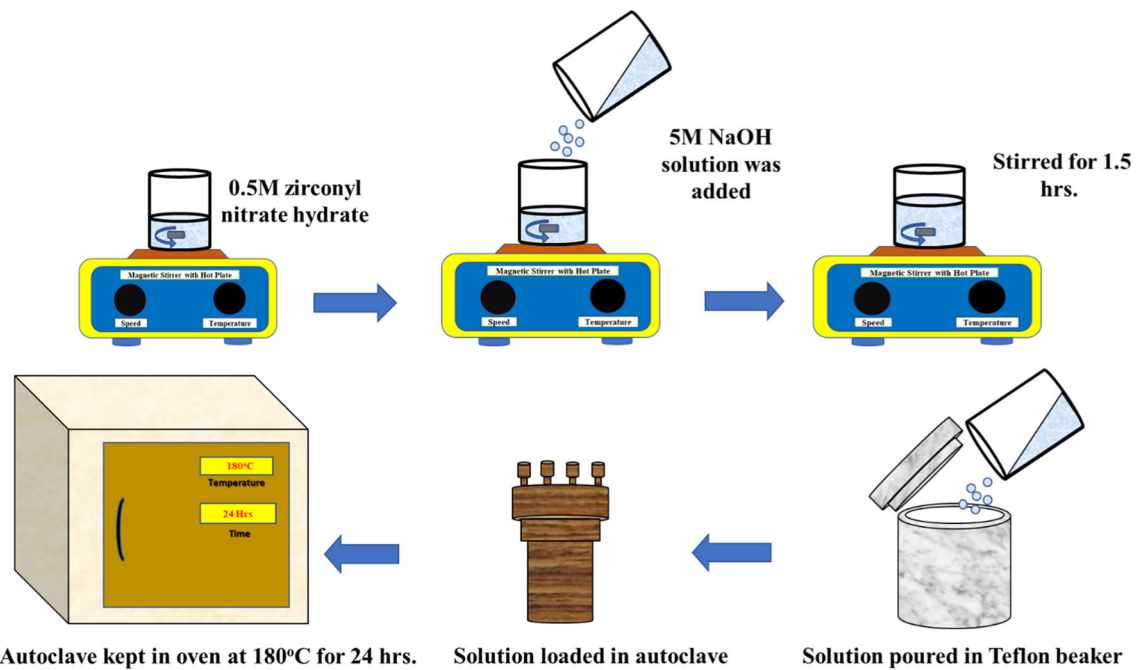 0.5M zirconyl
nitrate hydrate
Magnetic Stirrer with Hot Plate
Speed
Temperature
5M NaOH
solution was
added
Magnetic Stirrer with Hot Plate
Speed
Temperature
Stirred for 1.5
hrs.
Magnetic Stirrer with Hot Plate
Speed
Temperature
Solution poured in Teflon beaker
Solution loaded in autoclave
180°C
Temperature
24 Hrs
Time
Autoclave kept in oven at 180°C for 24 hrs.